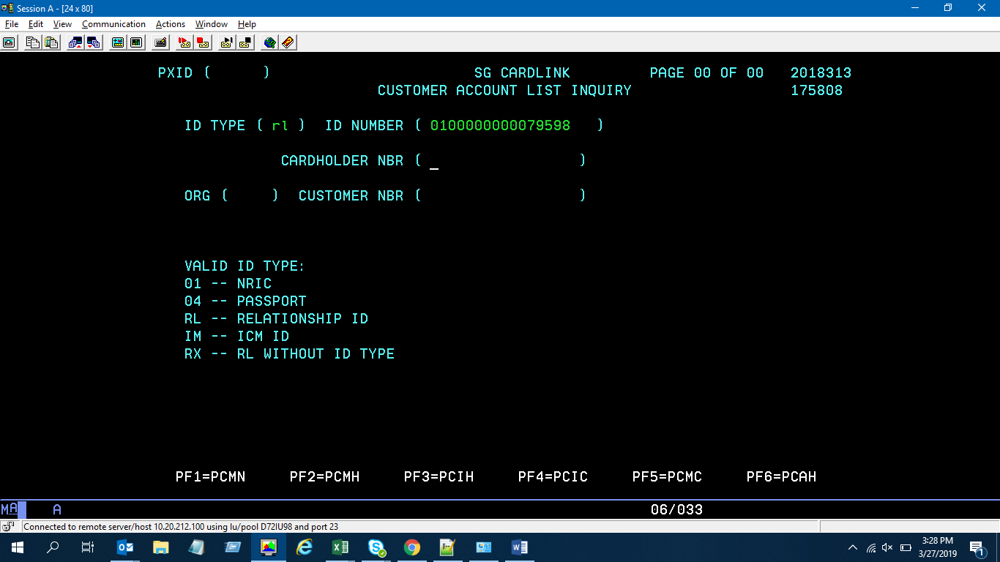 Session A - [24 x 80]
File Edit View Communication Actions Window Help
PXID ( ) SG CARDLINK PAGE 00 OF 00 2018313
CUSTOMER ACCOUNT LIST INQUIRY 175808
ID TYPE ( rl ) ID NUMBER ( 0100000000079598 )
CARDHOLDER NBR ( _ )
ORG ( ) CUSTOMER NBR ( )
VALID ID TYPE:
01 -- NRIC
04 -- PASSPORT
RL -- RELATIONSHIP ID
IM -- ICM ID
RX -- RL WITHOUT ID TYPE
PF1=PCMN PF2=PCMH PF3=PCIH PF4=PCIC PF5=PCMC PF6=PCAH
MA A 06/033
Connected to remote server/host 10.20.212.100 using lu/pool D72IU98 and port 23
3:28 PM
3/27/2019
1